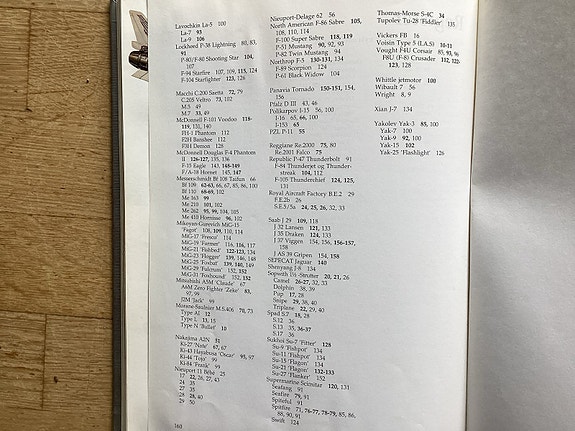 Lavochkin La-5 100
La-7 93
La-9 106
Lockheed P-38 Lightning 80, 83,
91
P-80/F-80 Shooting Star 104,
107
F-94 Starfire 107, 109, 115, 124
F-104 Starfighter 123, 126
Macchi C.200 Saetta 72, 79
C.205 Veltro 73, 102
M.5 49
M.7 33, 49
McDonnell F-101 Voodoo 118-
119, 131, 140
FH-1 Phantom 112
F2H Banshee 112
F3H Demon 128
McDonnell Douglas F-4 Phantom
II 126-127, 135, 136
F-15 Eagle 143, 148-149
F/A-18 Hornet 145, 147
Messerschmitt Bf 108 Taifun 66
Bf 109 62-63, 66, 67, 85, 86, 100
Bf 110 68-69, 102
Me 163 99
Me 210 101, 102
Me 262 95, 99, 104, 105
Me 410 Hornisse 96, 102
Mikoyan-Gurevich MiG-15
'Fagot' 108, 109, 110, 114
MiG-17 'Fresco' 114
MiG-19 'Farmer' 116, 116, 117
MiG-21 'Fishbed' 122-123, 134
MiG-23 'Flogger' 139, 146, 148
MiG-25 'Foxbat' 139, 140, 149
MiG-29 'Fulcrum' 152, 152
MiG-31 'Foxhound' 152, 152
Mitsubishi A5M 'Claude' 67
A6M Zero Fighter 'Zeke' 83,
97, 99
J2M 'Jack' 99
Morane-Saulnier M.S.406 70, 73
Type AI 12
Type L 13, 15
Type N 'Bullet' 10
Nakajima A2N 51
Ki-27 'Nate' 67, 67
Ki-43 Hayabusa 'Oscar' 95, 97
Ki-44 'Tojo' 99
Ki-84 'Frank' 99
Nieuport 11 Bébé 25
17 22, 26, 27, 43
24 35
27 35
28 28, 40
29 50
160
Nieuport-Delage 62 56
North American F-86 Sabre 105,
108, 110, 114
F-100 Super Sabre 118, 119
P-51 Mustang 90, 92, 93
P-82 Twin Mustang 94
Northrop F-5 130-131, 134
F-89 Scorpion 124
P-61 Black Widow 104
Panavia Tornado 150-151, 154,
156
Pfalz D III 43, 46
Polikarpov I-15 56, 100
I-16 65, 66, 100
I-153 65
PZL P-11 55
Reggiane Re.2000 75, 80
Re.2001 Falco 75
Republic P-47 Thunderbolt 91
F-84 Thunderjet og Thunder-
streak 104, 112
F-105 Thunderchief 124, 125,
131
Royal Aircraft Factory B.E.2 29
F.E.2b 26
S.E.5/5a 24, 25, 26, 32, 33
Saab J 29 109, 118
J 32 Lansen 121, 133
J 35 Draken 124, 133
J 37 Viggen 154, 156, 156-157,
158
J AS 39 Gripen 154, 158
SEPECAT Jaguar 140
Shenyang J-8 134
Sopwith 1½-Strutter 20, 21, 26
Camel 26-27, 32, 33
Dolphin 38, 39
Pup 17, 28
Snipe 29, 38, 40
Triplane 22, 29, 40
Spad S.7 18, 28
S.12 36
S.13 35, 36-37
S.17 36
Sukhoi Su-7 'Fitter' 128
Su-9 'Fishpot' 134
Su-11 'Fishpot' 134
Su-15 'Flagon' 134
Su-21 'Flagon' 132-133
Su-27 'Flanker' 152
Supermarine Scimitar 120, 131
Seafang 91
Seafire 79, 91
Spiteful 91
Spitfire 71, 76-77, 78-79, 85, 86,
88, 90, 91
Swift 124
Thomas-Morse S-4C 34
Tupolev Tu-28 'Fiddler' 135
Vickers FB 16
Voisin Type 5 (L.A.S) 10-11
Vought F4U Corsair 85, 93, 96
F8U (F-8) Crusader 112, 122-
123, 128
Whittle jetmotor 100
Wibault 7 56
Wright 8, 9
Xian J-7 134
Yakolev Yak-3 85, 100
Yak-7 100
Yak-9 92, 100
Yak-15 102
Yak-25 'Flashlight' 126